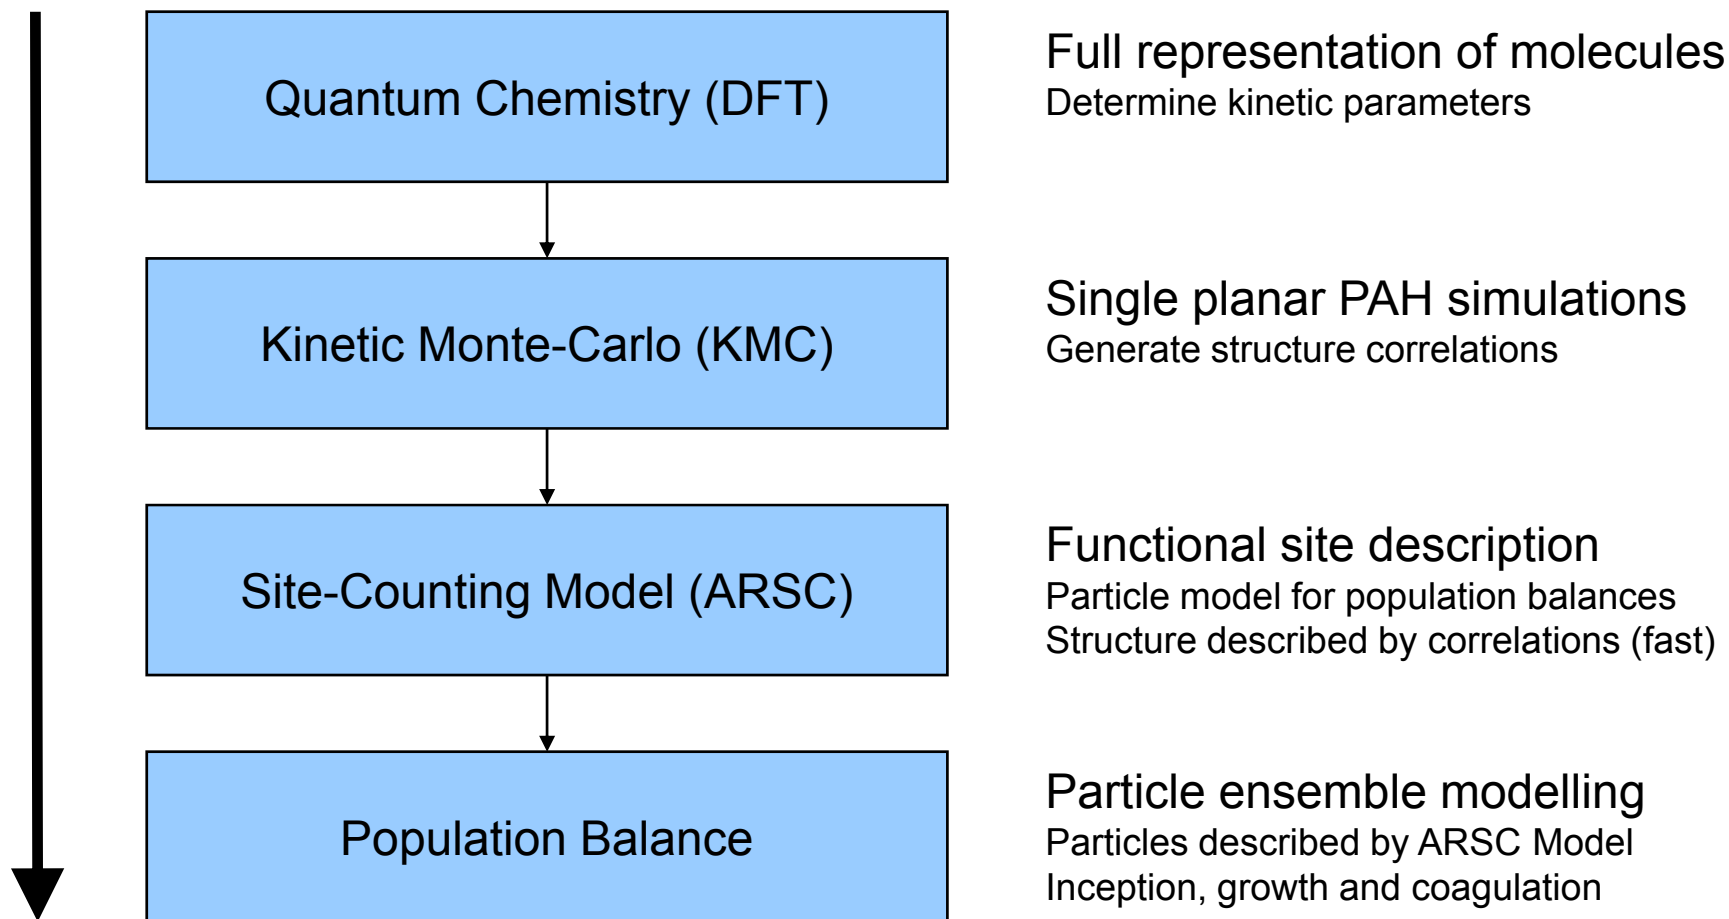 Quantum Chemistry (DFT)
Full representation of molecules
Determine kinetic parameters
Kinetic Monte-Carlo (KMC)
Single planar PAH simulations
Generate structure correlations
Site-Counting Model (ARSC)
Functional site description
Particle model for population balances
Structure described by correlations (fast)
Population Balance
Particle ensemble modelling
Particles described by ARSC Model
Inception, growth and coagulation